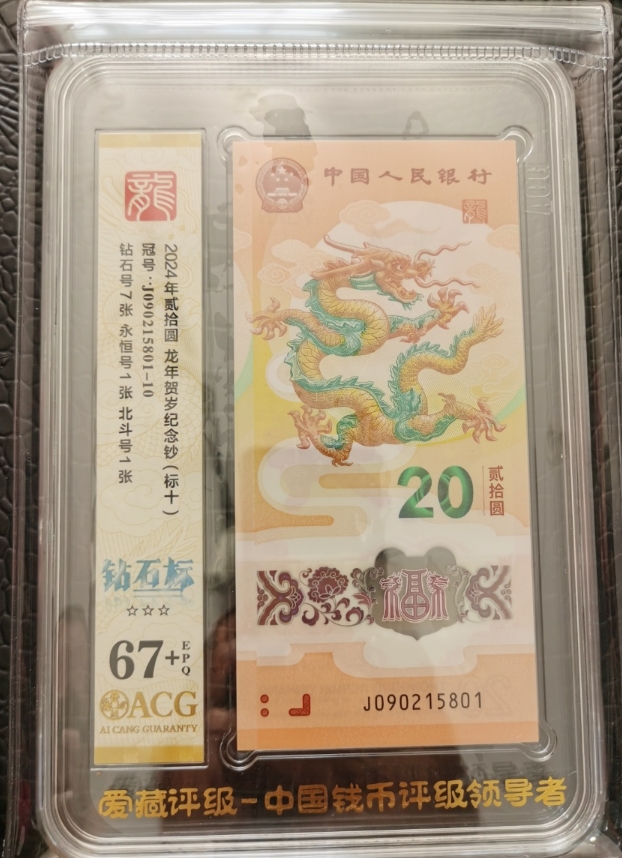 龍
2024年贰拾圆 龙年贺岁纪念钞(标十)
冠号:J090215801-10
钻石号7张 永恒号1张 北斗号1张
钻石标
☆☆☆
67+EPQ
ACG
AI CANG GUARANTY
中国人民银行
龍
20
贰拾圆
福
J090215801
爱藏评级-中国钱币评级领导者